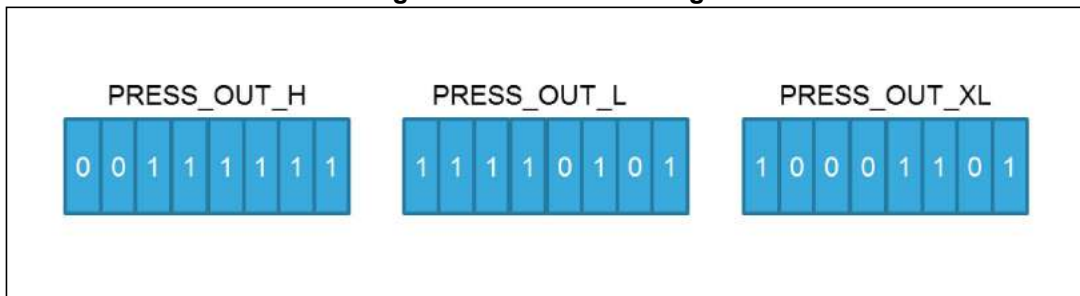 PRESS_OUT_H PRESS_OUT_L PRESS_OUT_XL
0 0 1 1 1 1 1 1 1 1 1 1 0 1 0 1 1 0 0 0 1 1 0 1